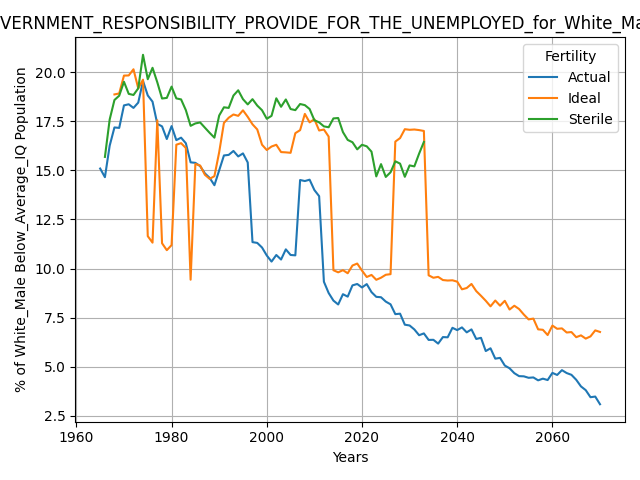 VERNMENT_RESPONSIBILITY_PROVIDE_FOR_THE_UNEMPLOYED_for_White_Ma
Fertility
Actual
Ideal
Sterile
% of White_Male Below_Average_IQ Population
20.0
17.5
15.0
12.5
10.0
7.5
5.0
2.5
1960 1980 2000 2020 2040 2060
Years